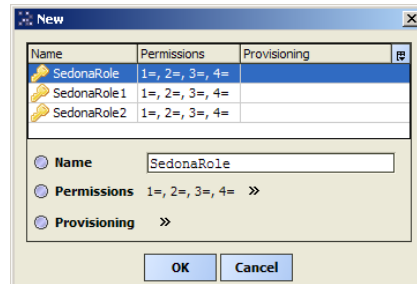 New
Name Permissions Provisioning
SedonaRole 1=, 2=, 3=, 4=
SedonaRole1 1=, 2=, 3=, 4=
SedonaRole2 1=, 2=, 3=, 4=
Name SedonaRole
Permissions 1=, 2=, 3=, 4= »
Provisioning »
OK Cancel